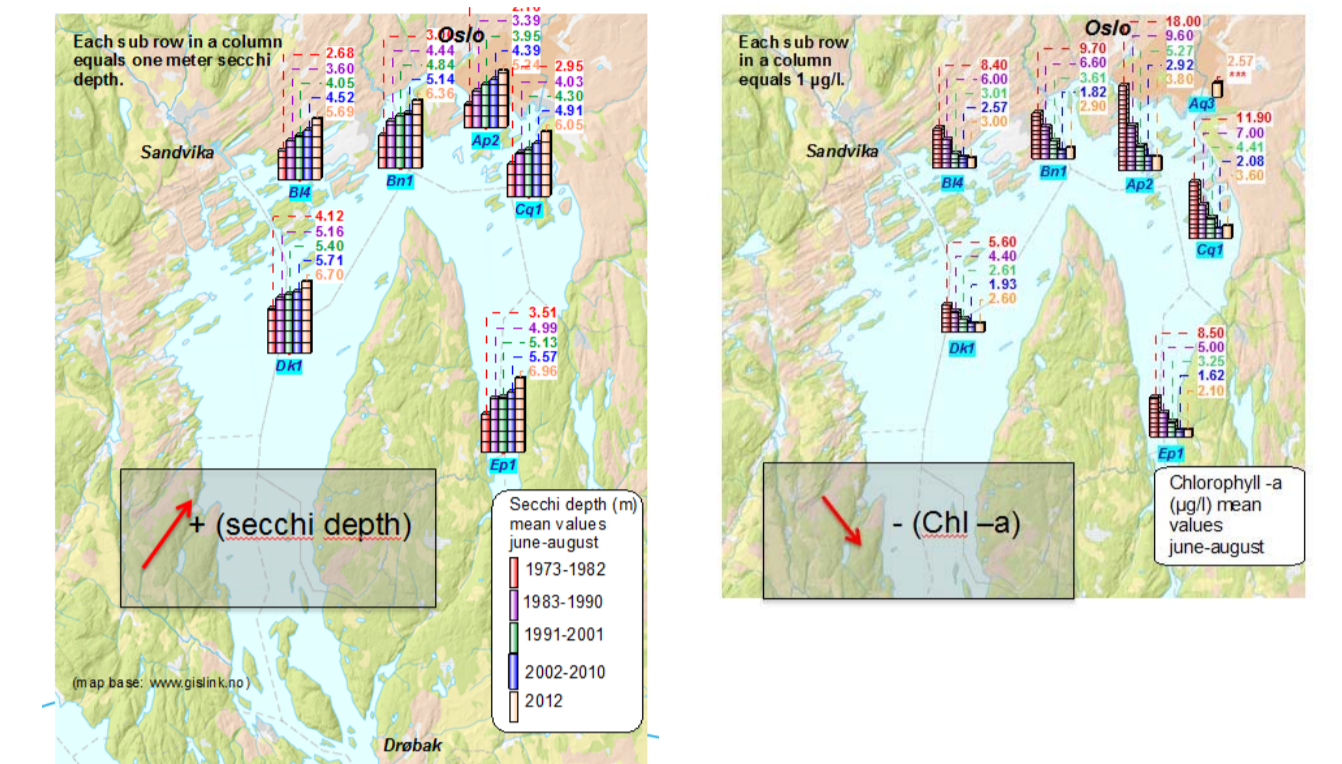 Each sub row in a column
equals one meter secchi
depth.
Oslo
3.39
3.95
4.39
5.24
Ap2
4.44
4.84
5.14
6.36
Bn1
2.68
3.60
4.05
4.52
5.69
Bl4
Sandvika
2.95
4.03
4.30
4.91
6.05
Cq1
4.12
5.16
5.40
5.71
6.70
Dk1
3.51
4.99
5.13
5.57
6.96
Ep1
+ (secchi depth)
Secchi depth (m)
mean values
june-august
1973-1982
1983-1990
1991-2001
2002-2010
2012
(map base: www.gislink.no)
Drøbak
Each sub row
in a column
equals 1 µg/l.
Oslo
18.00
9.60
5.27
2.92
3.80
Ap2
2.57
***
Aq3
9.70
6.60
3.61
1.82
2.90
Bn1
8.40
6.00
3.01
2.57
3.00
Bl4
Sandvika
11.90
7.00
4.41
2.08
3.60
Cq1
5.60
4.40
2.61
1.93
2.60
Dk1
8.50
5.00
3.25
1.62
2.10
Ep1
- (Chl –a)
Chlorophyll -a
(µg/l) mean
values
june-august